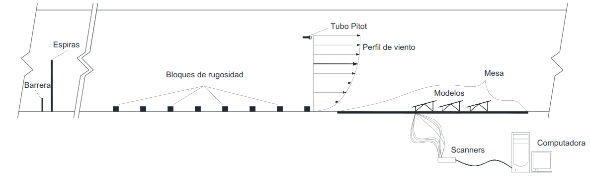 Tubo Pitot
Espiras
Perfil de viento
Bloques de rugosidad
Mesa
Barrera
Modelos
Scanners
Computadora